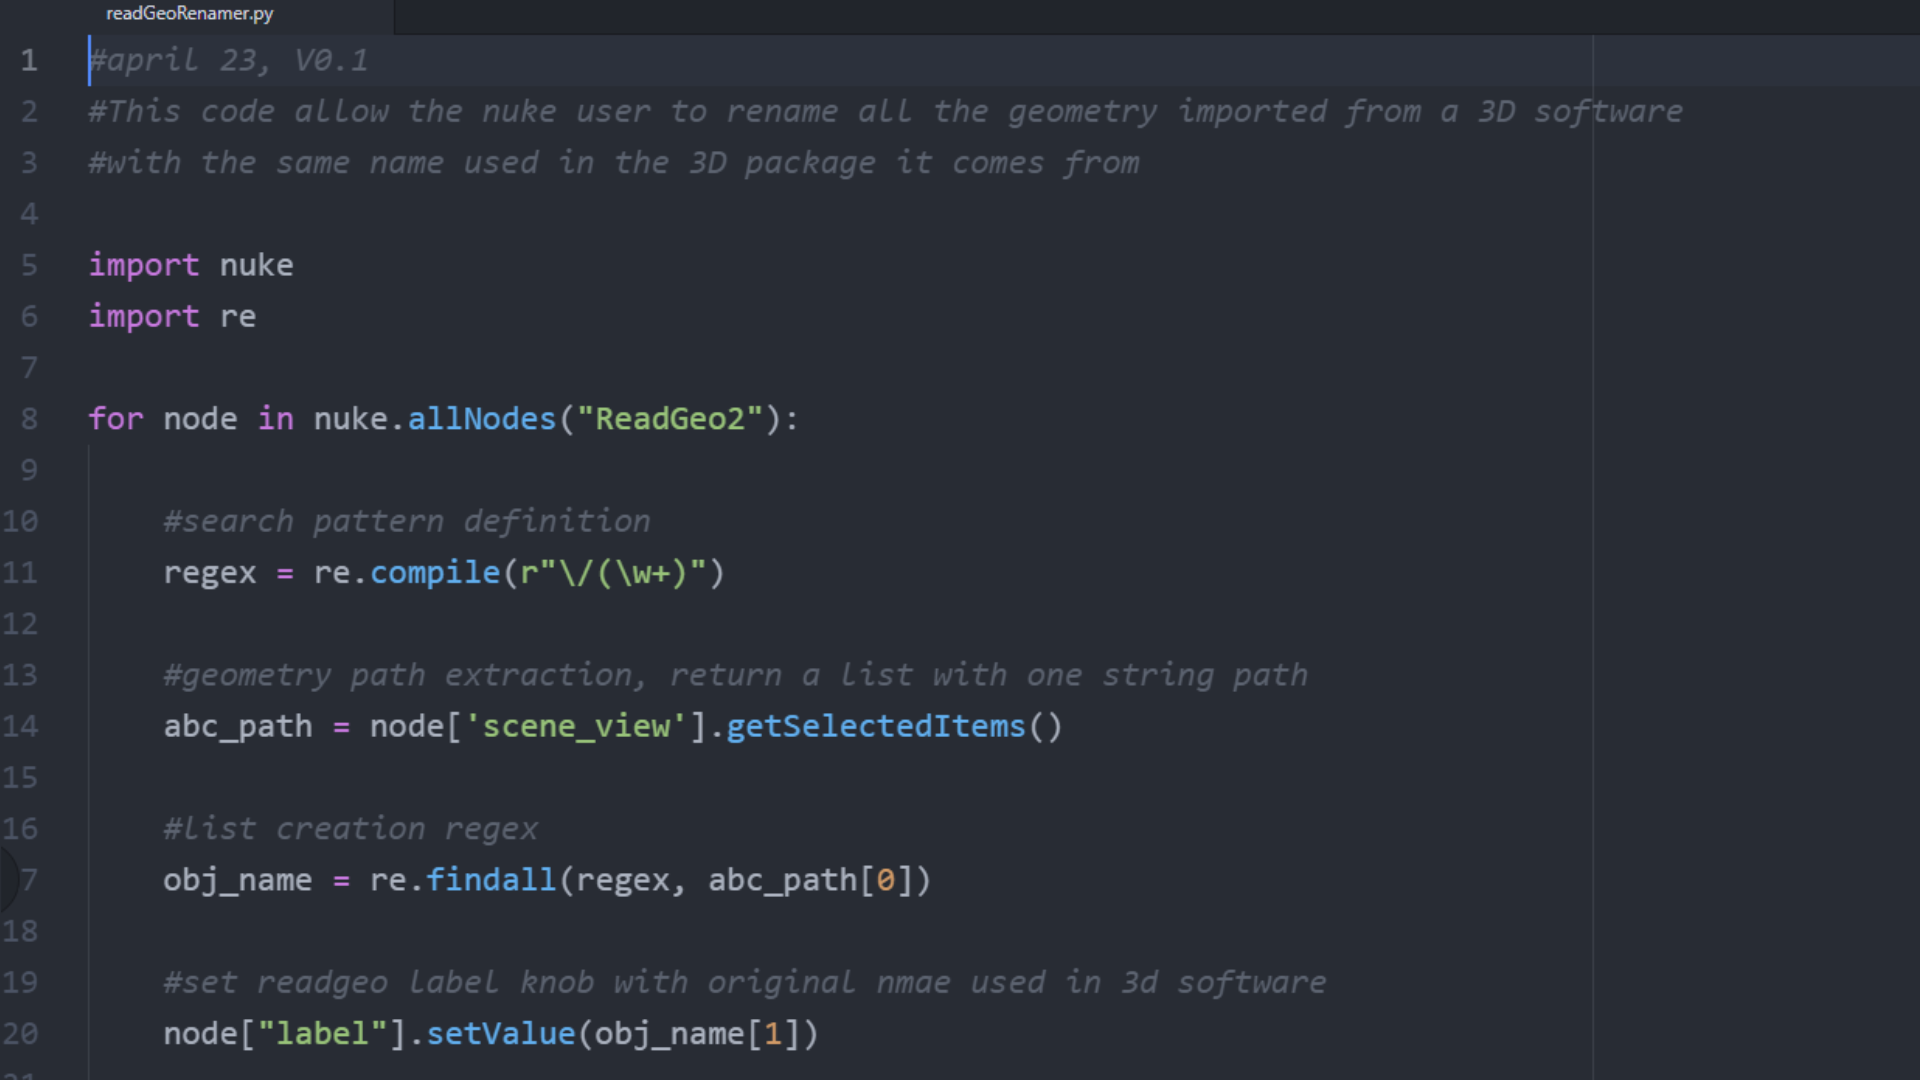 readGeoRenamer.py
1 #april 23, V0.1
2 #This code allow the nuke user to rename all the geometry imported from a 3D software
3 #with the same name used in the 3D package it comes from
4
5 import nuke
6 import re
7
8 for node in nuke.allNodes("ReadGeo2"):
9
10 #search pattern definition
11 regex = re.compile(r"\/(\w+)")
12
13 #geometry path extraction, return a list with one string path
14 abc_path = node['scene_view'].getSelectedItems()
15
16 #list creation regex
7 obj_name = re.findall(regex, abc_path[0])
18
19 #set readgeo label knob with original nmae used in 3d software
20 node["label"].setValue(obj_name[1])